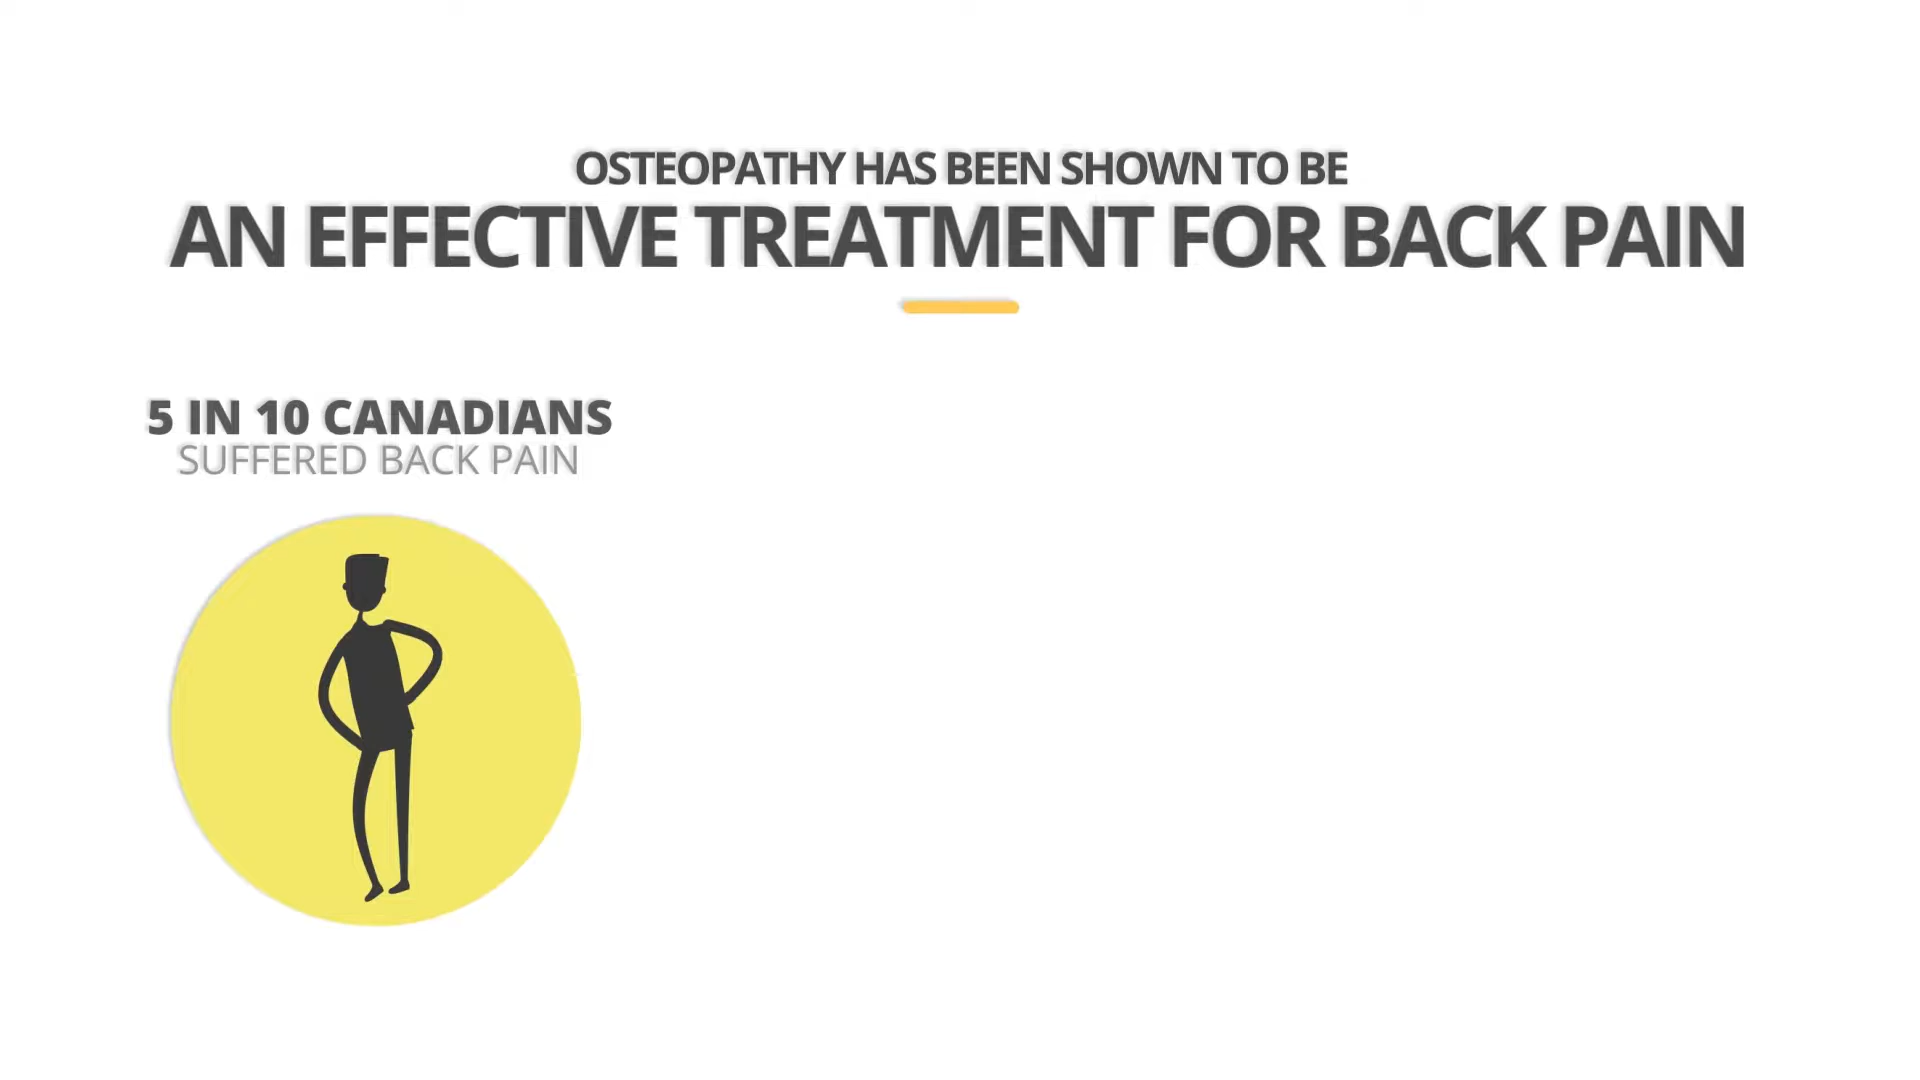 OSTEOPATHY HAS BEEN SHOWN TO BE
AN EFFECTIVE TREATMENT FOR BACK PAIN
5 IN 10 CANADIANS
SUFFERED BACK PAIN